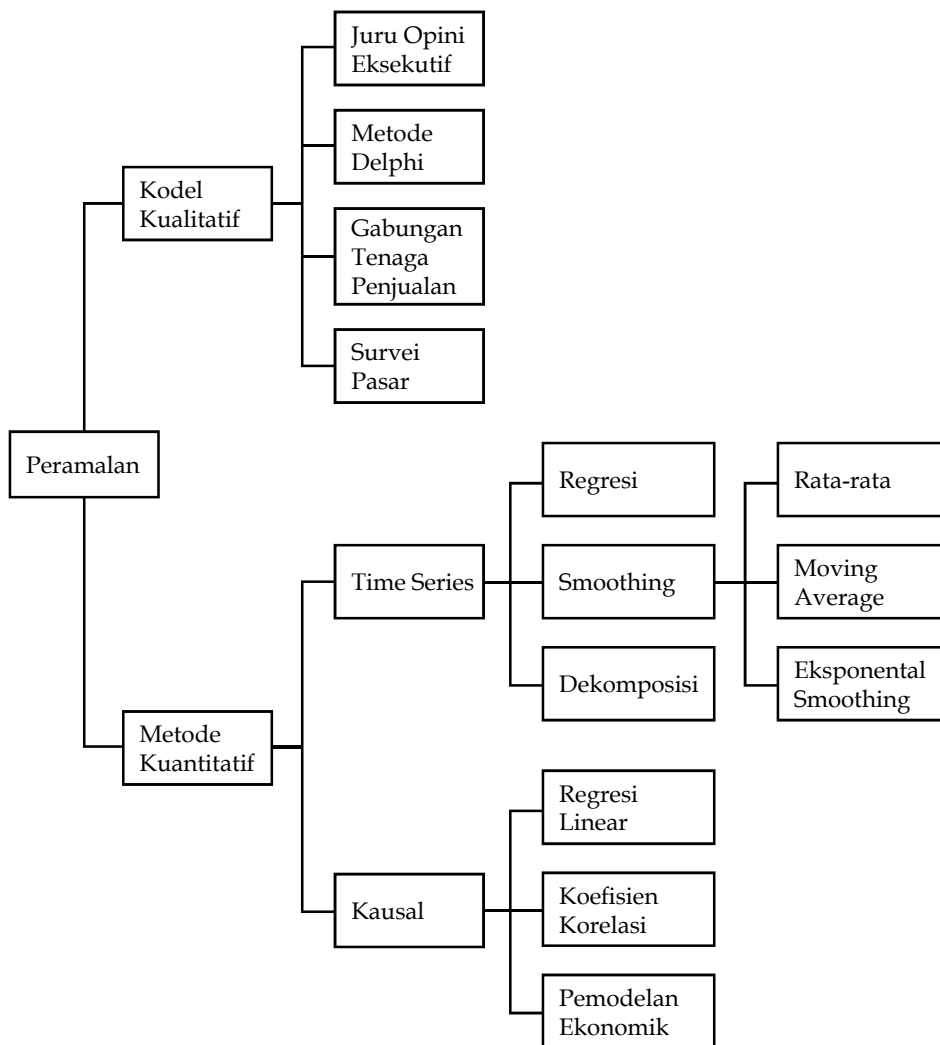 Juru Opini
Eksekutif
Metode
Delphi
Kodel
Kualitatif
Gabungan
Tenaga
Penjualan
Survei
Pasar
Peramalan
Regresi
Rata-rata
Time Series
Smoothing
Moving
Average
Dekomposisi
Eksponental
Smoothing
Metode
Kuantitatif
Regresi
Linear
Kausal
Koefisien
Korelasi
Pemodelan
Ekonomik